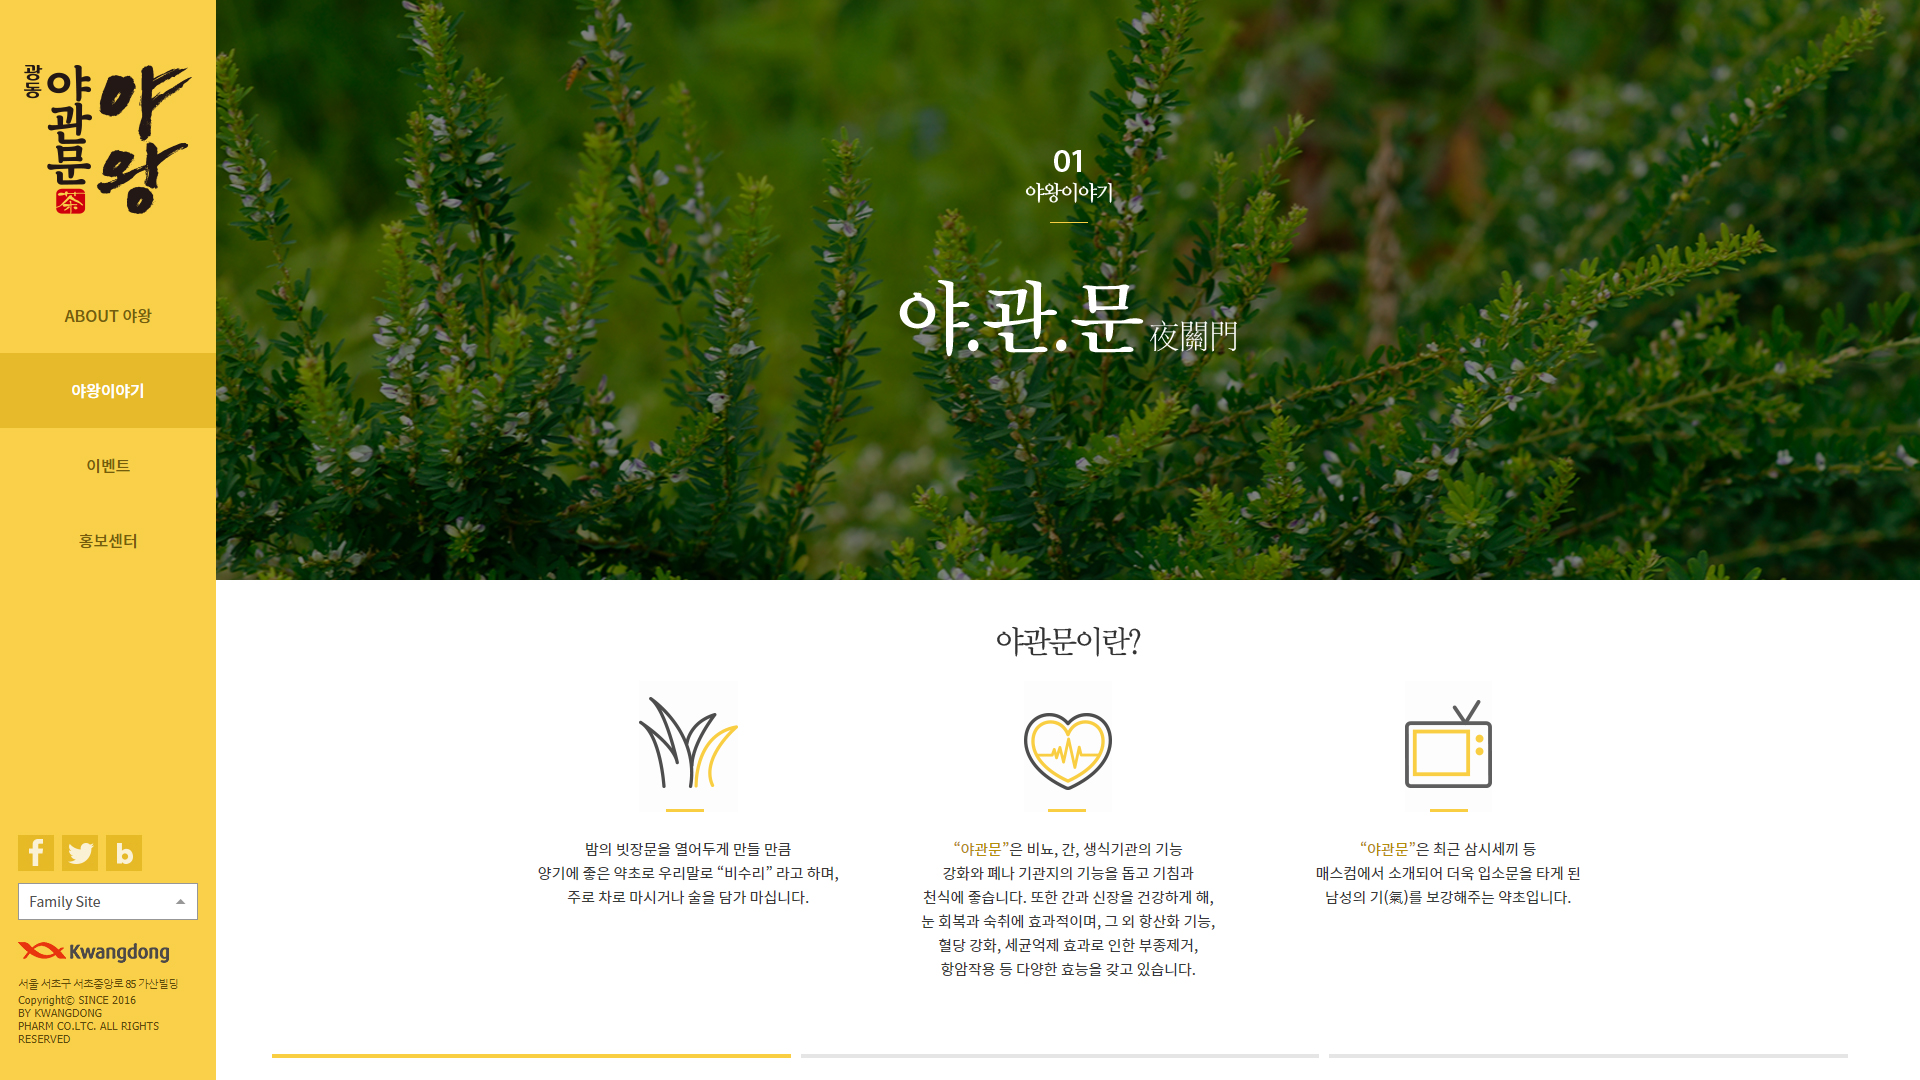 광동
야관문
茶
야왕
ABOUT 야왕
야왕이야기
이벤트
홍보센터
Family Site
Kwangdong
서울 서초구 서초중앙로 85 가산빌딩
Copyright© SINCE 2016
BY KWANGDONG
PHARM CO.LTC. ALL RIGHTS
RESERVED
01
야왕이야기
야.관.문 夜關門
야관문이란?
밤의 빗장문을 열어두게 만들 만큼
양기에 좋은 약초로 우리말로 “비수리” 라고 하며,
주로 차로 마시거나 술을 담가 마십니다.
“야관문”은 비뇨, 간, 생식기관의 기능
강화와 폐나 기관지의 기능을 돕고 기침과
천식에 좋습니다. 또한 간과 신장을 건강하게 해,
눈 회복과 숙취에 효과적이며, 그 외 항산화 기능,
혈당 강화, 세균억제 효과로 인한 부종제거,
항암작용 등 다양한 효능을 갖고 있습니다.
“야관문”은 최근 삼시세끼 등
매스컴에서 소개되어 더욱 입소문을 타게 된
남성의 기(氣)를 보강해주는 약초입니다.